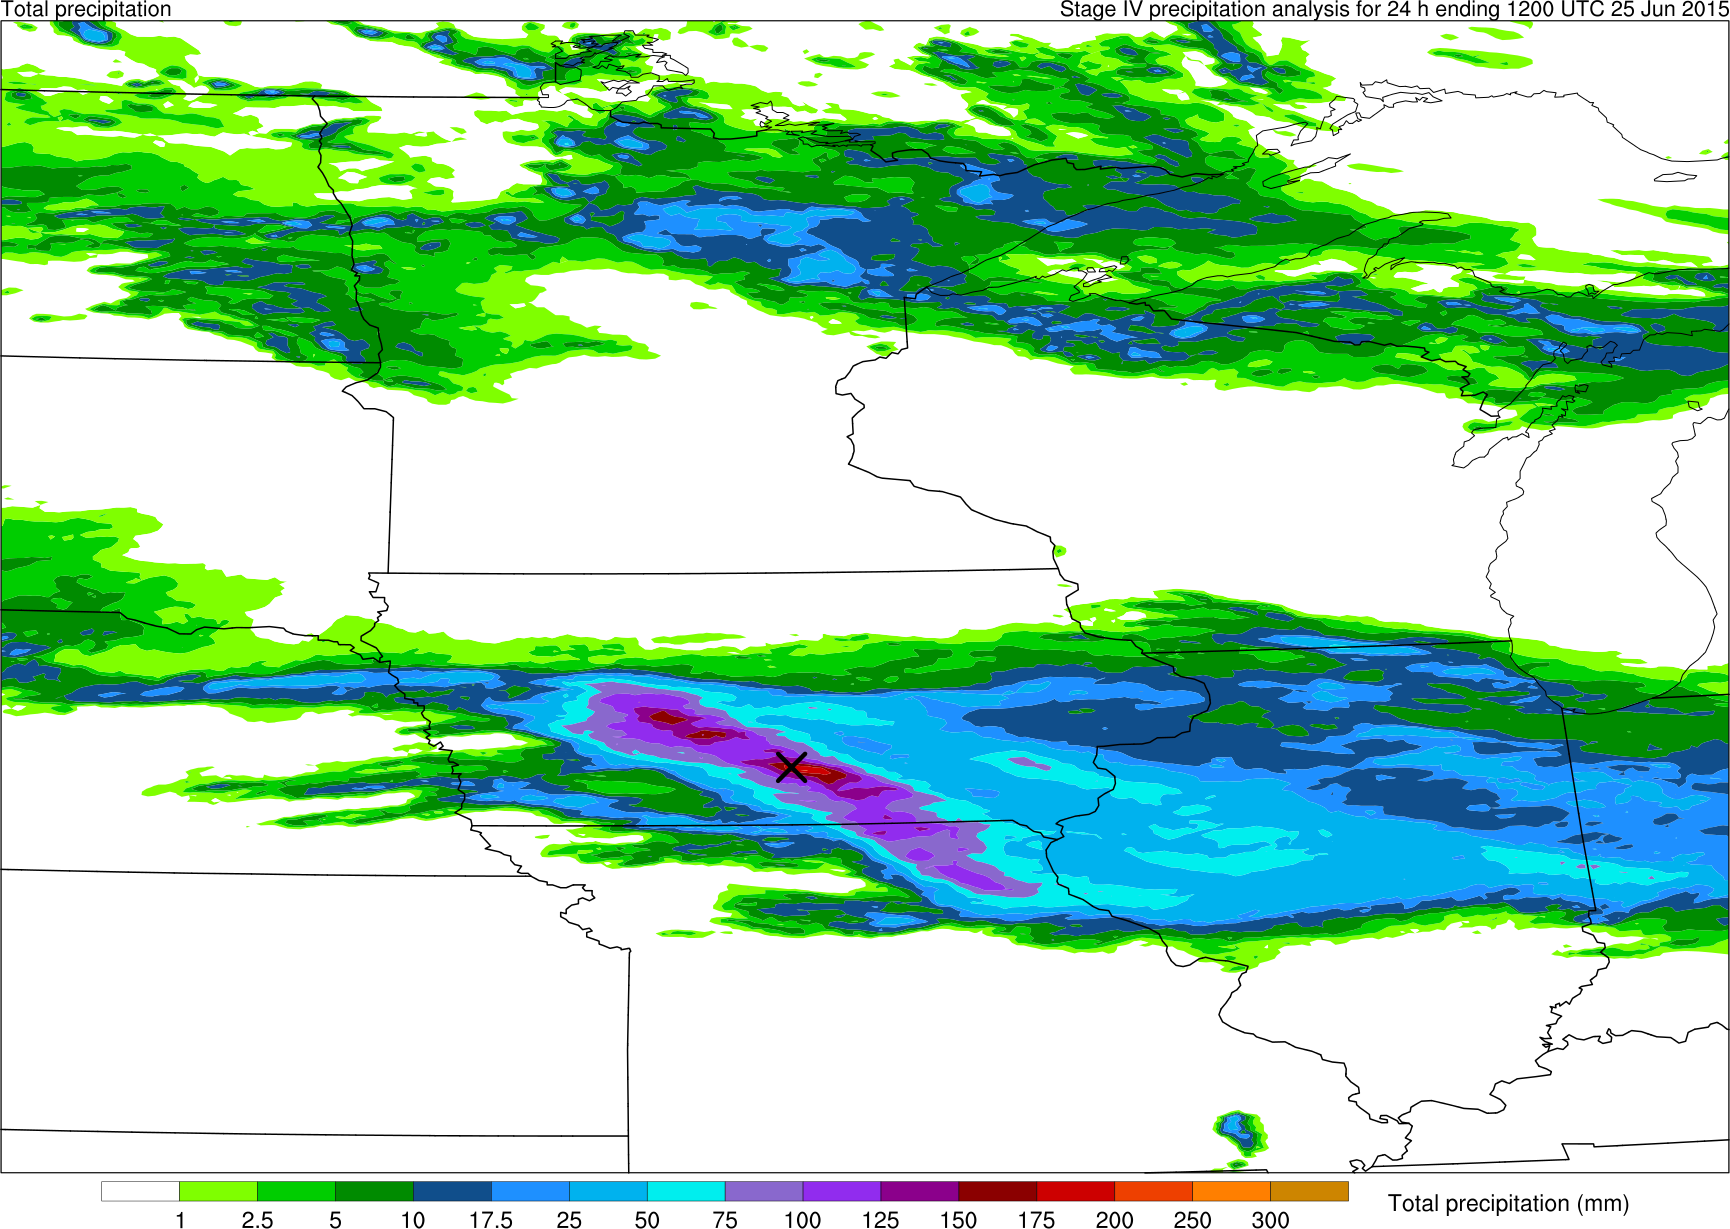 Total precipitation
Stage IV precipitation analysis for 24 h ending 1200 UTC 25 Jun 2015
1 2.5 5 10 17.5 25 50 75 100 125 150 175 200 250 300
Total precipitation (mm)